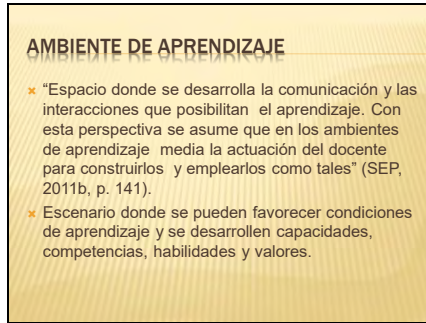 AMBIENTE DE APRENDIZAJE
“Espacio donde se desarrolla la comunicación y las
interacciones que posibilitan el aprendizaje. Con
esta perspectiva se asume que en los ambientes
de aprendizaje media la actuación del docente
para construirlos y emplearlos como tales” (SEP,
2011b, p. 141).
Escenario donde se pueden favorecer condiciones
de aprendizaje y se desarrollen capacidades,
competencias, habilidades y valores.